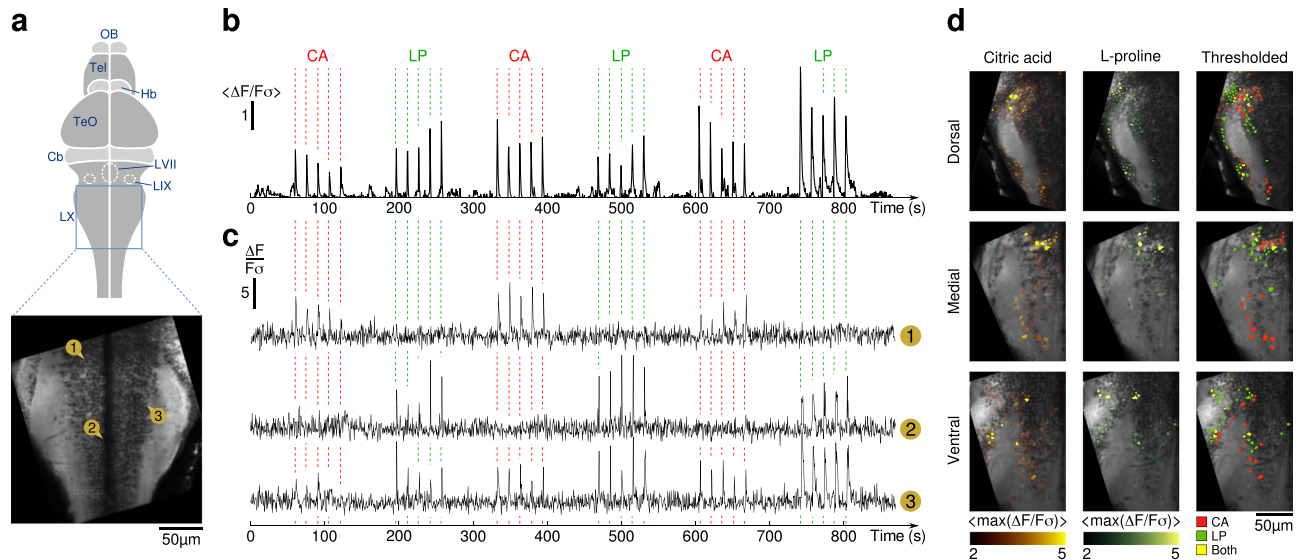 a
OB
Tel
Hb
TeO
Cb
LVII
LIX
LX
1
2
3
50μm
b
CA LP CA LP CA LP
<ΔF/Fσ>
1
0 100 200 300 400 500 600 700 800 Time (s)
c
ΔF
Fσ
5
1
2
3
0 100 200 300 400 500 600 700 800 Time (s)
d
Citric acid L-proline Thresholded
Dorsal
Medial
Ventral
<max(ΔF/Fσ)> <max(ΔF/Fσ)>
2 5 2 5
CA
LP
Both
50μm